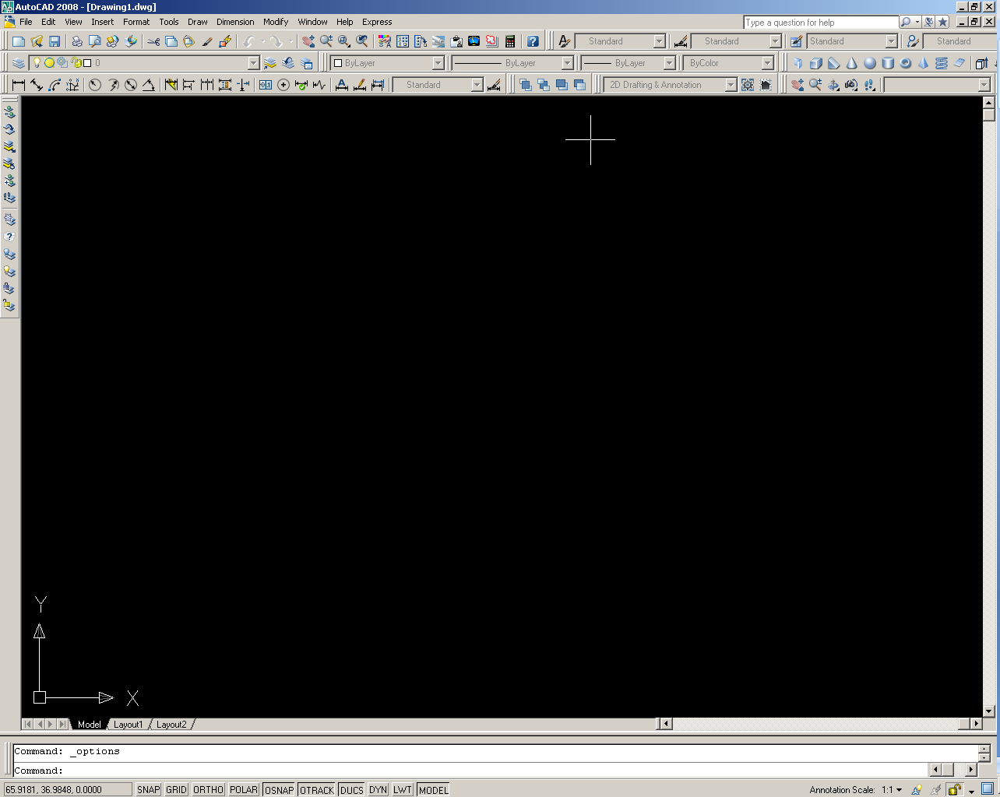 AutoCAD 2008 - [Drawing1.dwg]
File Edit View Insert Format Tools Draw Dimension Modify Window Help Express Type a question for help
Standard Standard Standard Standard
0 ByLayer ByLayer ByLayer ByColor
Standard 2D Drafting & Annotation
Y
X
Model Layout1 Layout2
Command: _options
Command:
65.9181, 36.9848, 0.0000 SNAP GRID ORTHO POLAR OSNAP OTRACK DUCS DYN LWT MODEL Annotation Scale: 1:1